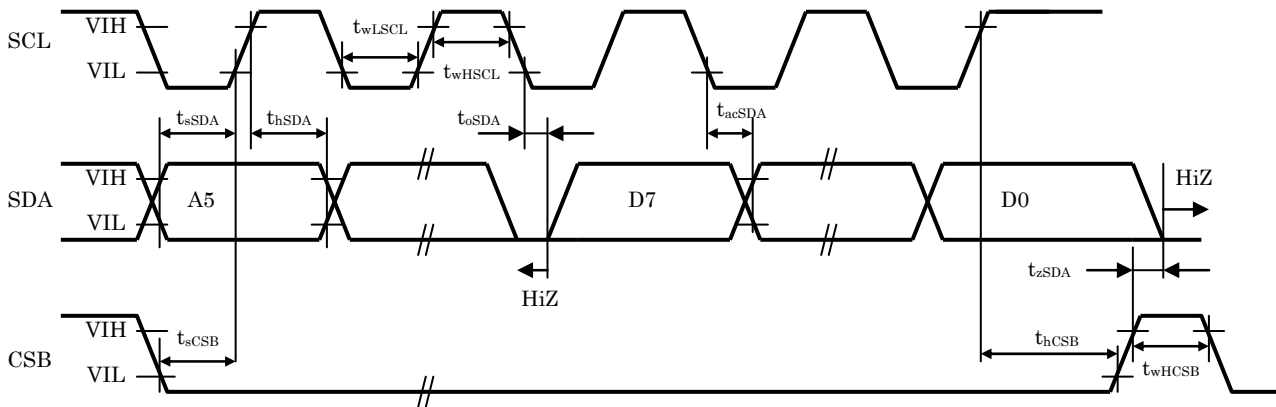 SCL
VIH
VIL
twLSCL
twHSCL
tsSDA
thSDA
toSDA
tacSDA
SDA
VIH
VIL
A5
D7
D0
HiZ
HiZ
tzSDA
CSB
VIH
VIL
tsCSB
thCSB
twHCSB